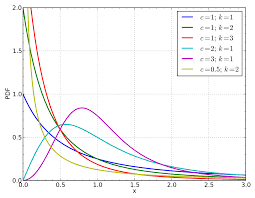 2.0
1.5
1.0
0.5
0.0
PDF
c=1; k=1
c=1; k=2
c=1; k=3
c=2; k=1
c=3; k=1
c=0.5; k=2
0.0 0.5 1.0 1.5 2.0 2.5 3.0
x